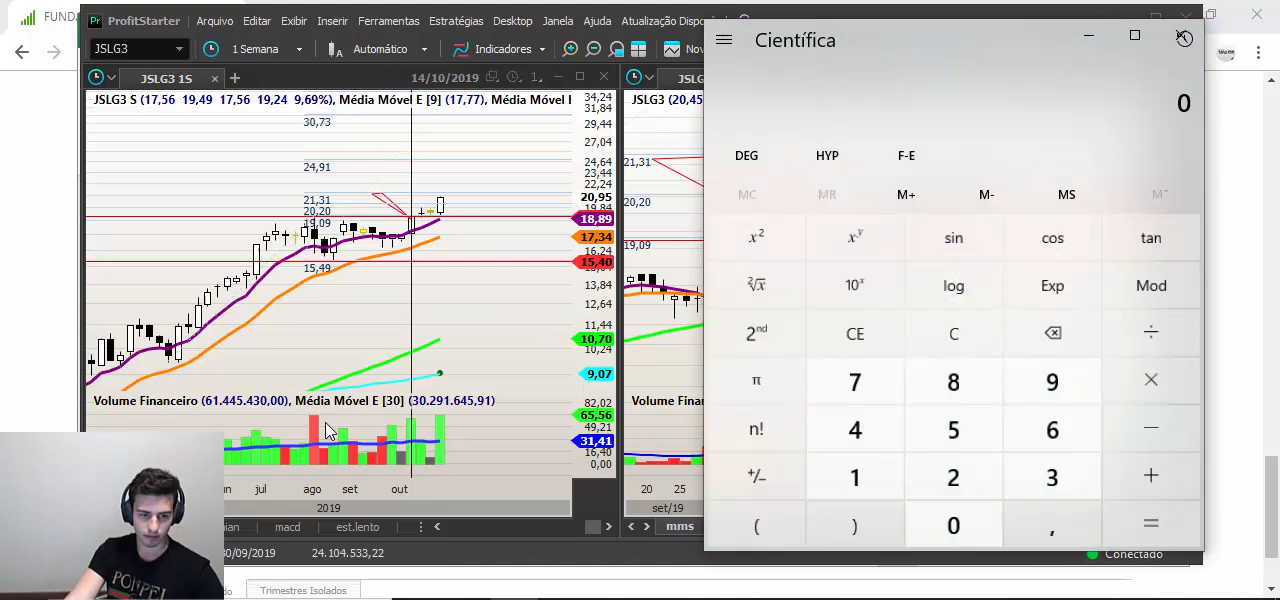 FUND
ProfitStarter Arquivo Editar Exibir Inserir Ferramentas Estratégias Desktop Janela Ajuda Atualização
JSLG3 1 Semana Automático Indicadores
JSLG3 1S 14/10/2019 1
JSLG3 S (17,56 19,49 17,56 19,24 9,69%), Média Móvel E [9] (17,77), Média Móvel
34,24
31,84
29,44
27,04
24,64
23,44
22,24
20,95
19,84
18,89
17,34
16,24
15,40
13,84
12,64
11,44
10,70
10,24
9,07
30,73
24,91
21,31
20,20
19,09
15,49
Volume Financeiro (61.445.430,00), Média Móvel E [30] (30.291.645,91)
82,02
65,56
49,21
31,41
16,40
0,00
jul ago set out
2019
macd est.lento
30/09/2019 24.104.533,22
JSLG3 (20,45
21,31
20,20
19,09
Volume Finan
20 25
set/19
mms
Conectado
Trimestres Isolados
Científica
0
DEG HYP F-E
MC MR M+ M- MS
x² xʸ sin cos tan
²√x 10ˣ log Exp Mod
2ⁿᵈ CE C ÷
π 7 8 9 ×
n! 4 5 6 −
+/− 1 2 3 +
( ) 0 , =
POMPEI